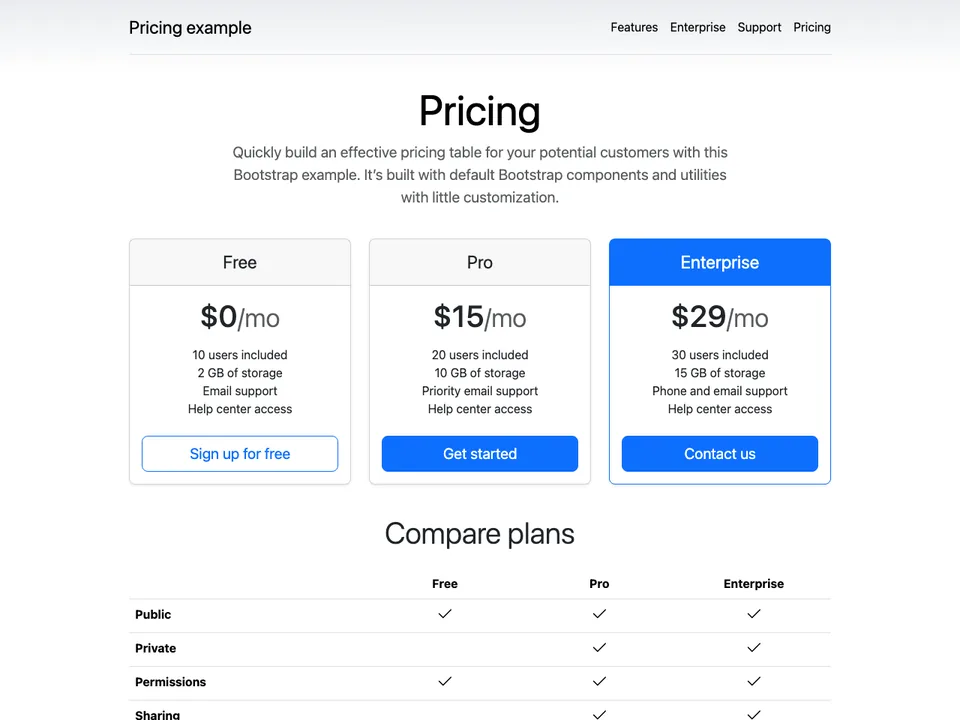 Pricing example
Features Enterprise Support Pricing
Pricing
Quickly build an effective pricing table for your potential customers with this
Bootstrap example. It’s built with default Bootstrap components and utilities
with little customization.
Free
$0/mo
10 users included
2 GB of storage
Email support
Help center access
Sign up for free
Pro
$15/mo
20 users included
10 GB of storage
Priority email support
Help center access
Get started
Enterprise
$29/mo
30 users included
15 GB of storage
Phone and email support
Help center access
Contact us
Compare plans
Free Pro Enterprise
Public
Private
Permissions
Sharing